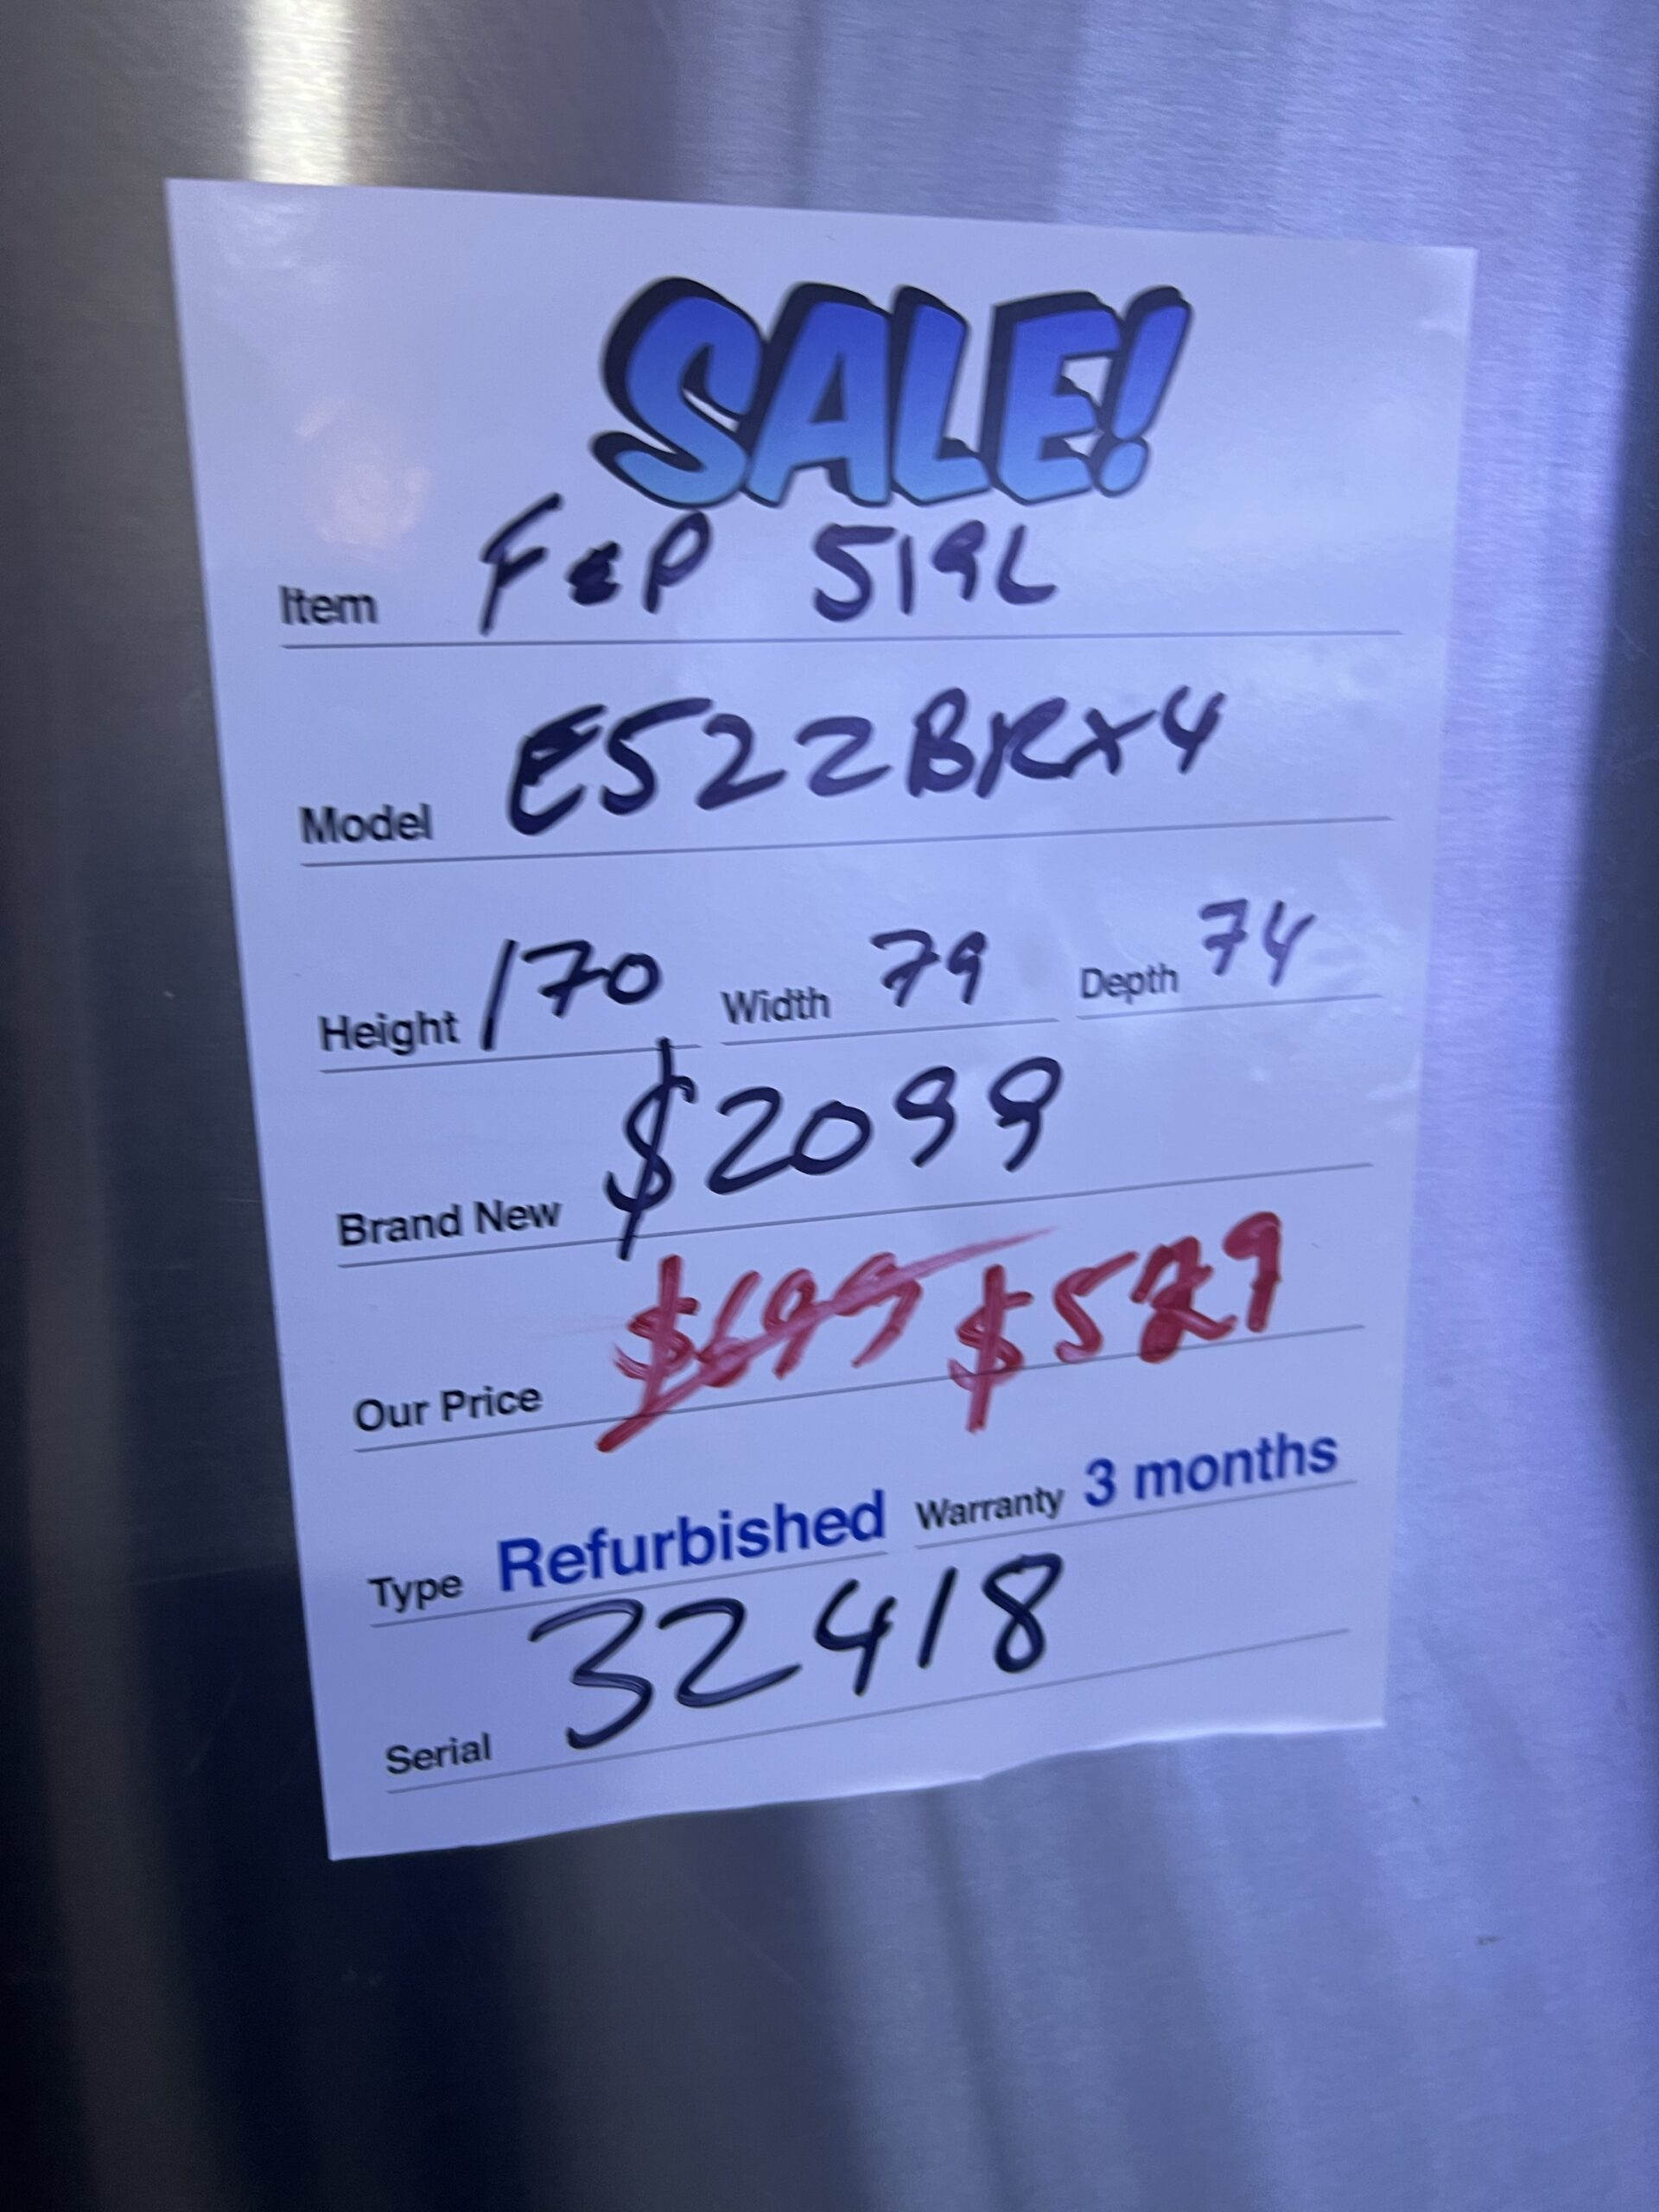 SALE!
Item F&P 519L
Model E522BRX4
Height 170 Width 79 Depth 74
Brand New $2099
Our Price $699 $529
Type Refurbished Warranty 3 months
Serial 32418